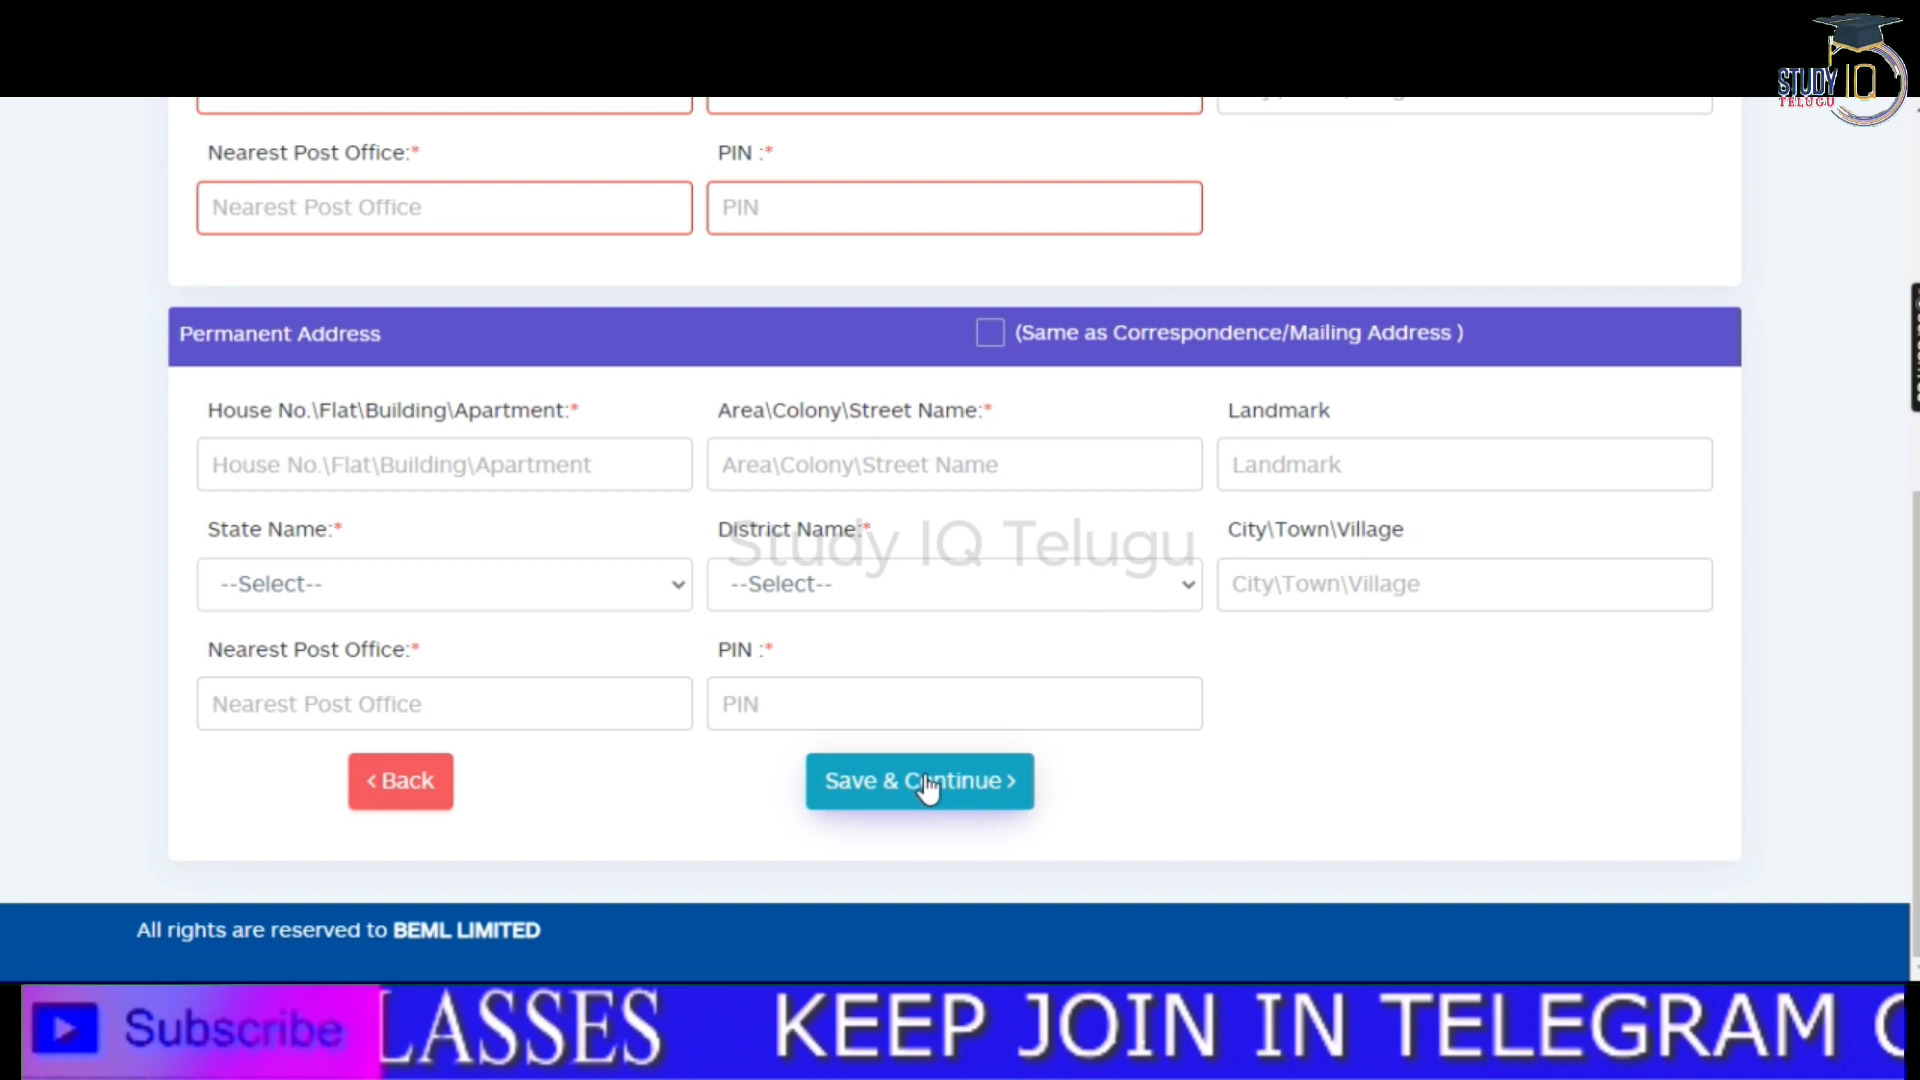 STUDY IQ
TELUGU
Nearest Post Office:* PIN :*
Nearest Post Office PIN
Permanent Address (Same as Correspondence/Mailing Address )
House No.\Flat\Building\Apartment:* Area\Colony\Street Name:* Landmark
House No.\Flat\Building\Apartment Area\Colony\Street Name Landmark
State Name:* District Name:* City\Town\Village
Study IQ Telugu
--Select-- --Select-- City\Town\Village
Nearest Post Office:* PIN :*
Nearest Post Office PIN
< Back Save & Continue >
All rights are reserved to BEML LIMITED
Subscribe LASSES KEEP JOIN IN TELEGRAM C